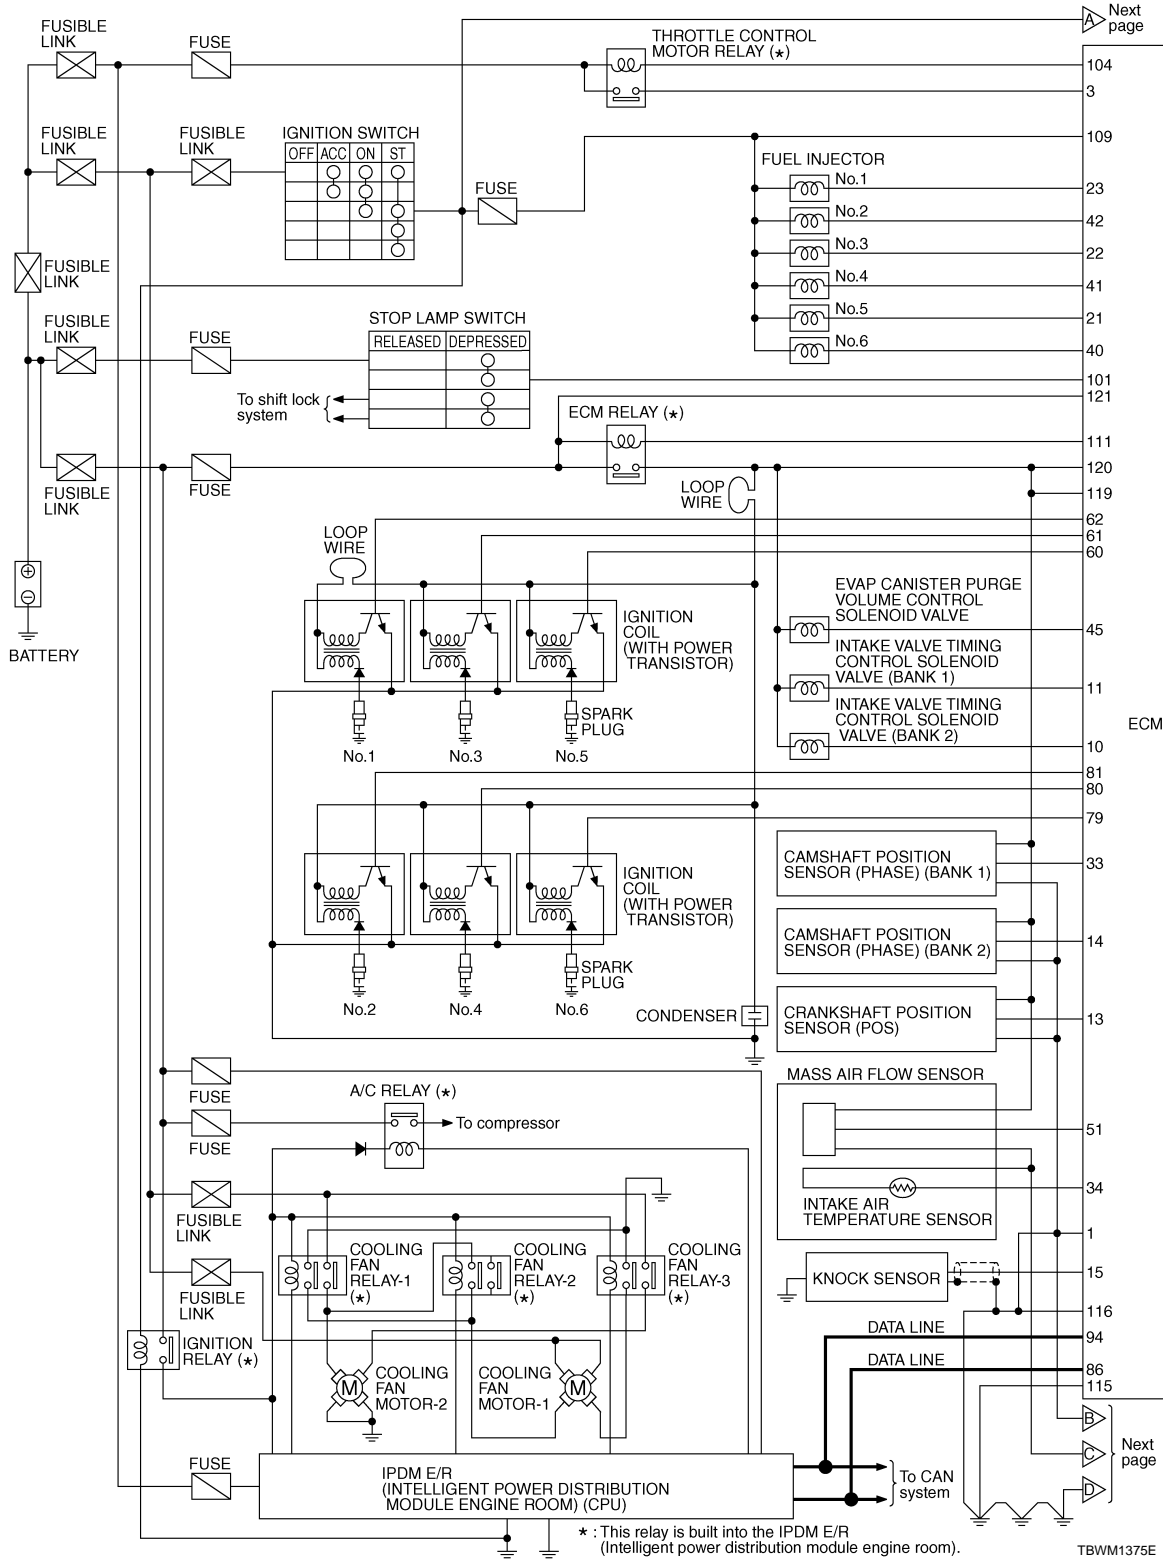 FUSIBLE
LINK
FUSE
THROTTLE CONTROL
MOTOR RELAY (*)
A
Next
page
104
3
FUSIBLE
LINK
FUSIBLE
LINK
IGNITION SWITCH
OFF ACC ON ST
FUSE
109
FUEL INJECTOR
No.1
23
No.2
42
No.3
22
No.4
41
No.5
21
No.6
40
FUSIBLE
LINK
FUSIBLE
LINK
FUSE
STOP LAMP SWITCH
RELEASED DEPRESSED
101
To shift lock
system
121
ECM RELAY (*)
111
120
FUSIBLE
LINK
FUSE
LOOP
WIRE
119
62
61
60
LOOP
WIRE
BATTERY
IGNITION
COIL
(WITH POWER
TRANSISTOR)
SPARK
PLUG
No.1
No.3
No.5
EVAP CANISTER PURGE
VOLUME CONTROL
SOLENOID VALVE
45
INTAKE VALVE TIMING
CONTROL SOLENOID
VALVE (BANK 1)
11
INTAKE VALVE TIMING
CONTROL SOLENOID
VALVE (BANK 2)
10
ECM
81
80
79
IGNITION
COIL
(WITH POWER
TRANSISTOR)
SPARK
PLUG
No.2
No.4
No.6
CAMSHAFT POSITION
SENSOR (PHASE) (BANK 1)
33
CAMSHAFT POSITION
SENSOR (PHASE) (BANK 2)
14
CONDENSER
CRANKSHAFT POSITION
SENSOR (POS)
13
FUSE
MASS AIR FLOW SENSOR
A/C RELAY (*)
To compressor
FUSE
51
34
INTAKE AIR
TEMPERATURE SENSOR
FUSIBLE
LINK
1
COOLING
FAN
RELAY-1
(*)
COOLING
FAN
RELAY-2
(*)
COOLING
FAN
RELAY-3
(*)
KNOCK SENSOR
15
FUSIBLE
LINK
116
IGNITION
RELAY (*)
DATA LINE
94
DATA LINE
86
115
M
COOLING
FAN
MOTOR-2
COOLING
FAN
MOTOR-1
M
B
C
D
Next
page
FUSE
IPDM E/R
(INTELLIGENT POWER DISTRIBUTION
MODULE ENGINE ROOM) (CPU)
To CAN
system
* : This relay is built into the IPDM E/R
(Intelligent power distribution module engine room).
TBWM1375E